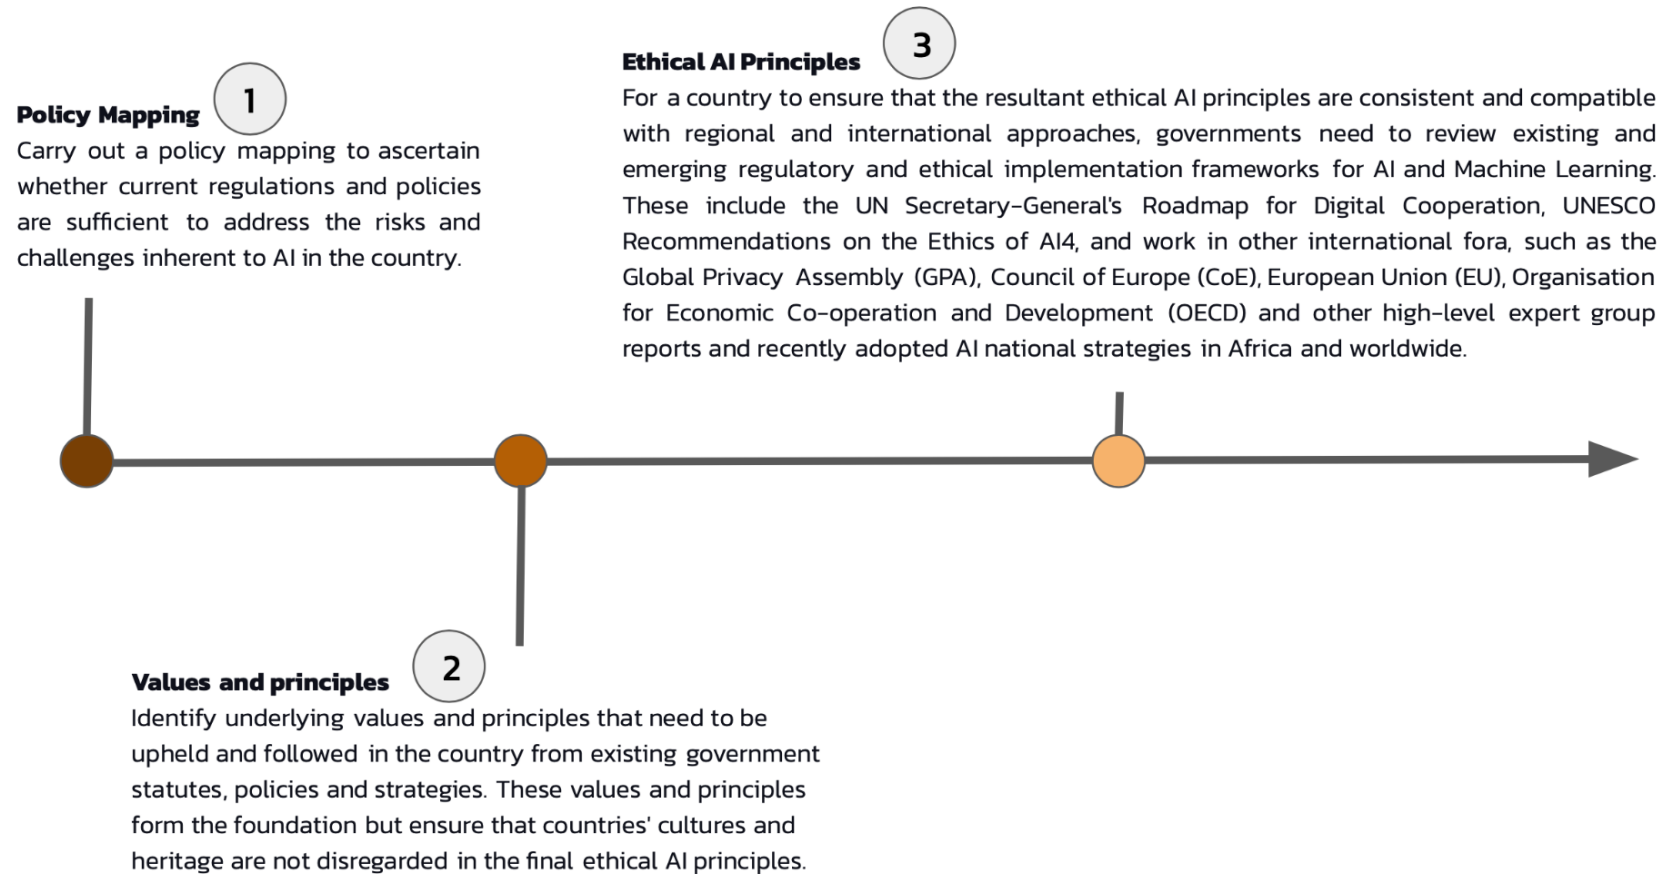 Policy Mapping
1
Carry out a policy mapping to ascertain
whether current regulations and policies
are sufficient to address the risks and
challenges inherent to AI in the country.
Values and principles
2
Identify underlying values and principles that need to be
upheld and followed in the country from existing government
statutes, policies and strategies. These values and principles
form the foundation but ensure that countries' cultures and
heritage are not disregarded in the final ethical AI principles.
Ethical AI Principles
3
For a country to ensure that the resultant ethical AI principles are consistent and compatible
with regional and international approaches, governments need to review existing and
emerging regulatory and ethical implementation frameworks for AI and Machine Learning.
These include the UN Secretary-General's Roadmap for Digital Cooperation, UNESCO
Recommendations on the Ethics of AI4, and work in other international fora, such as the
Global Privacy Assembly (GPA), Council of Europe (CoE), European Union (EU), Organisation
for Economic Co-operation and Development (OECD) and other high-level expert group
reports and recently adopted AI national strategies in Africa and worldwide.